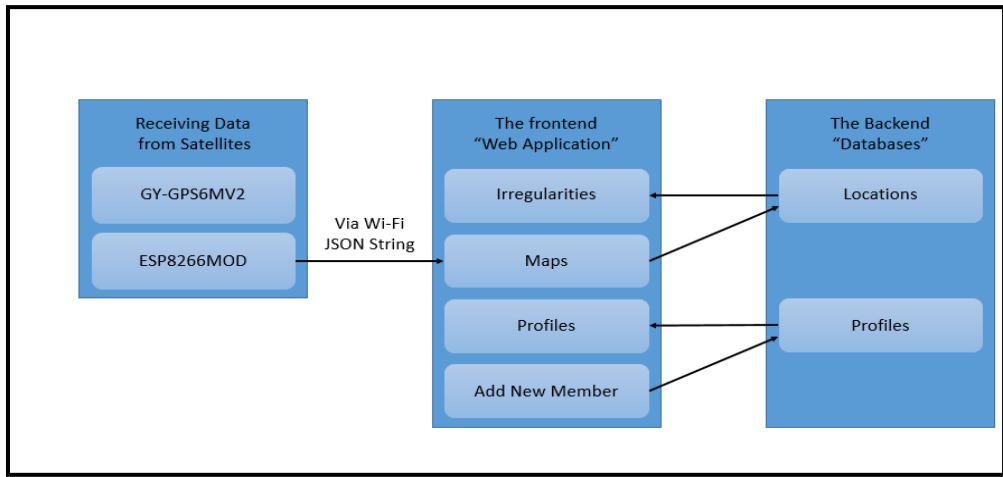 Receiving Data
from Satellites
GY-GPS6MV2
ESP8266MOD
Via Wi-Fi
JSON String
The frontend
“Web Application”
Irregularities
Maps
Profiles
Add New Member
The Backend
“Databases”
Locations
Profiles